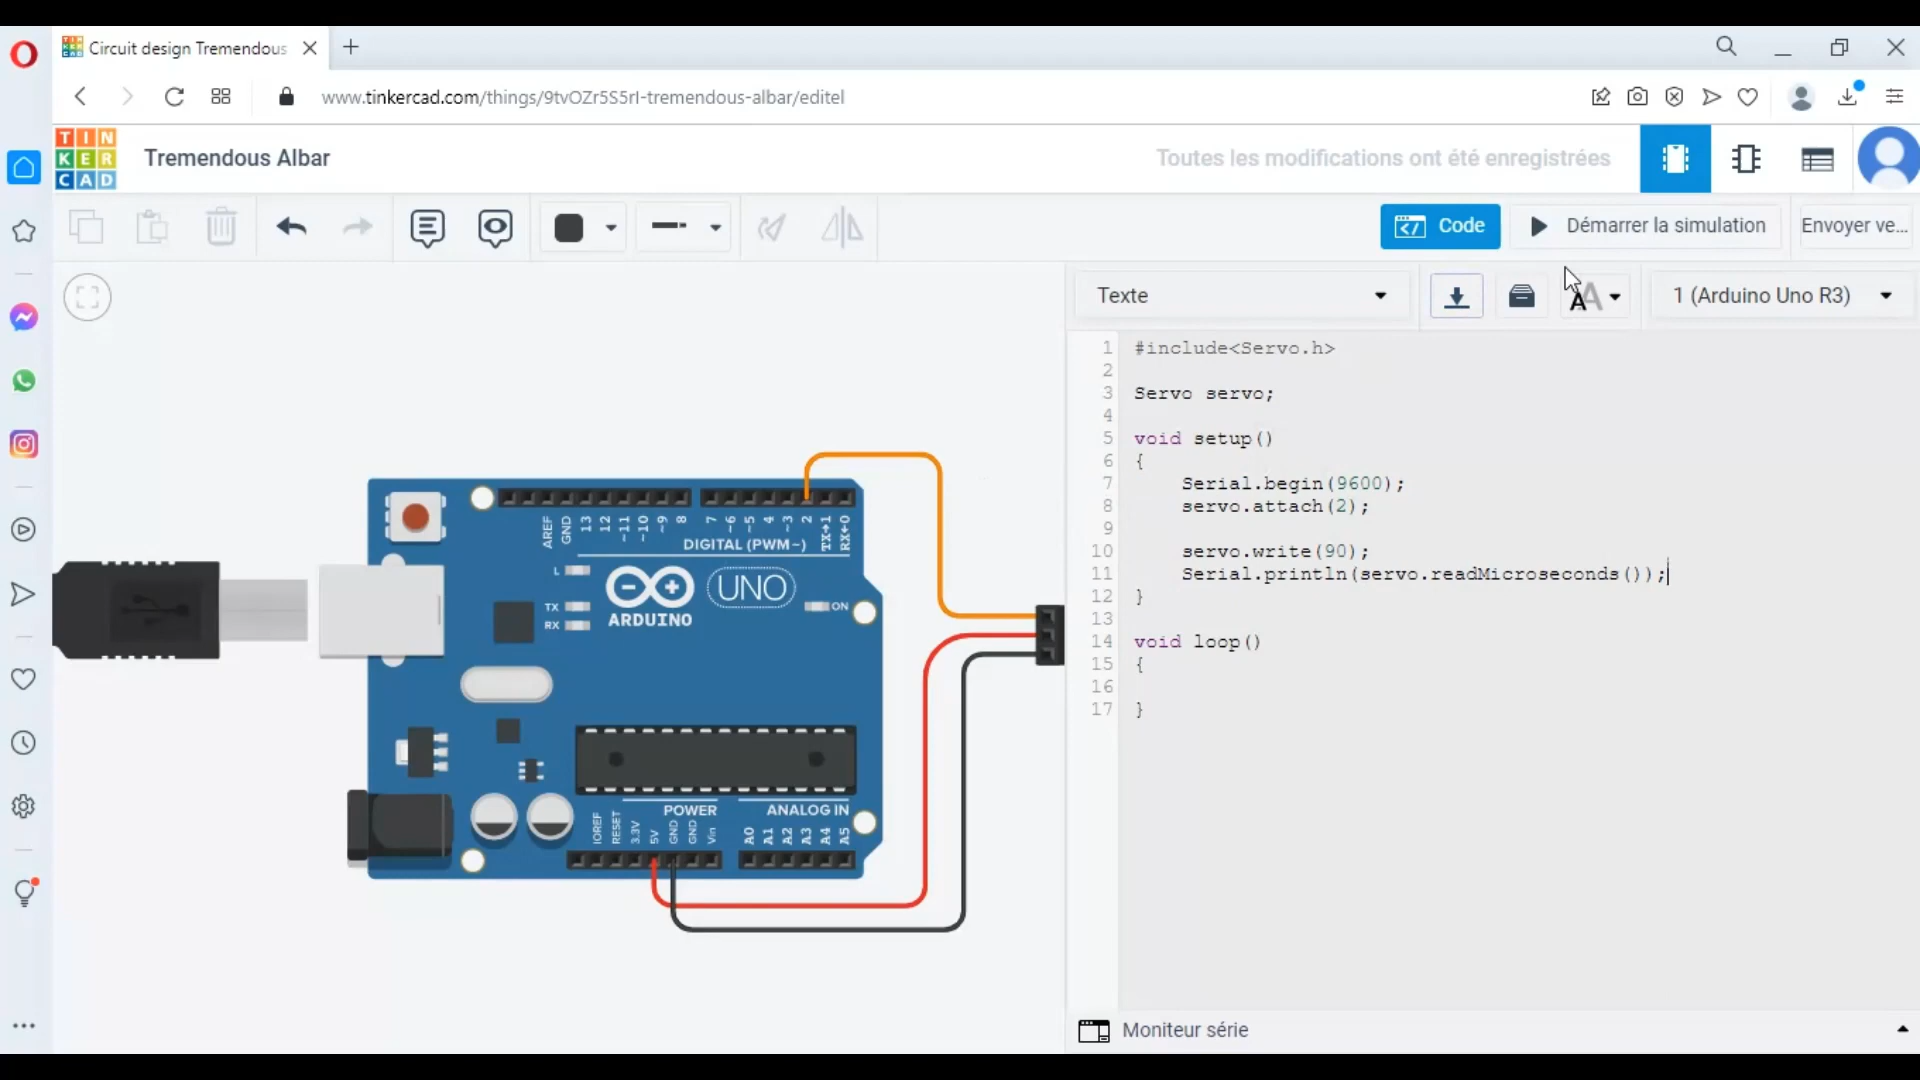 Circuit design Tremendous
www.tinkercad.com/things/9tvOZr5S5rI-tremendous-albar/editel
TIN
KER
CAD
Tremendous Albar
Toutes les modifications ont été enregistrées
Code
Démarrer la simulation
Envoyer ve...
Texte
1 (Arduino Uno R3)
1 #include<Servo.h>
2
3 Servo servo;
4
5 void setup()
6 {
7 Serial.begin(9600);
8 servo.attach(2);
9
10 servo.write(90);
11 Serial.println(servo.readMicroseconds());
12 }
13
14 void loop()
15 {
16
17 }
AREF GND 13 12 ~11 ~10 ~9 8 7 ~6 ~5 4 ~3 2 TX→1 RX←0
DIGITAL (PWM~)
L
TX
RX
ARDUINO
UNO
ON
POWER
ANALOG IN
IOREF RESET 3.3V 5V GND GND Vin A0 A1 A2 A3 A4 A5
Moniteur série